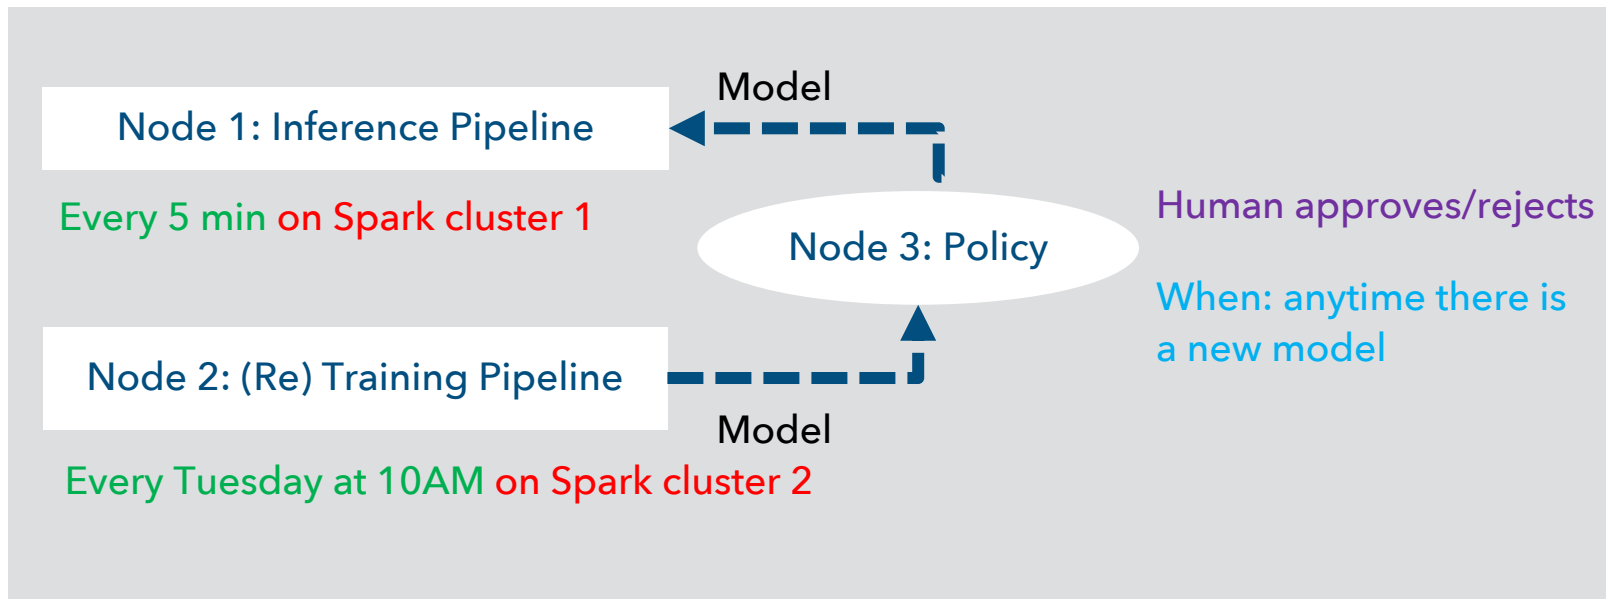 Model
Node 1: Inference Pipeline
Every 5 min on Spark cluster 1
Node 3: Policy
Human approves/rejects
When: anytime there is
a new model
Node 2: (Re) Training Pipeline
Model
Every Tuesday at 10AM on Spark cluster 2